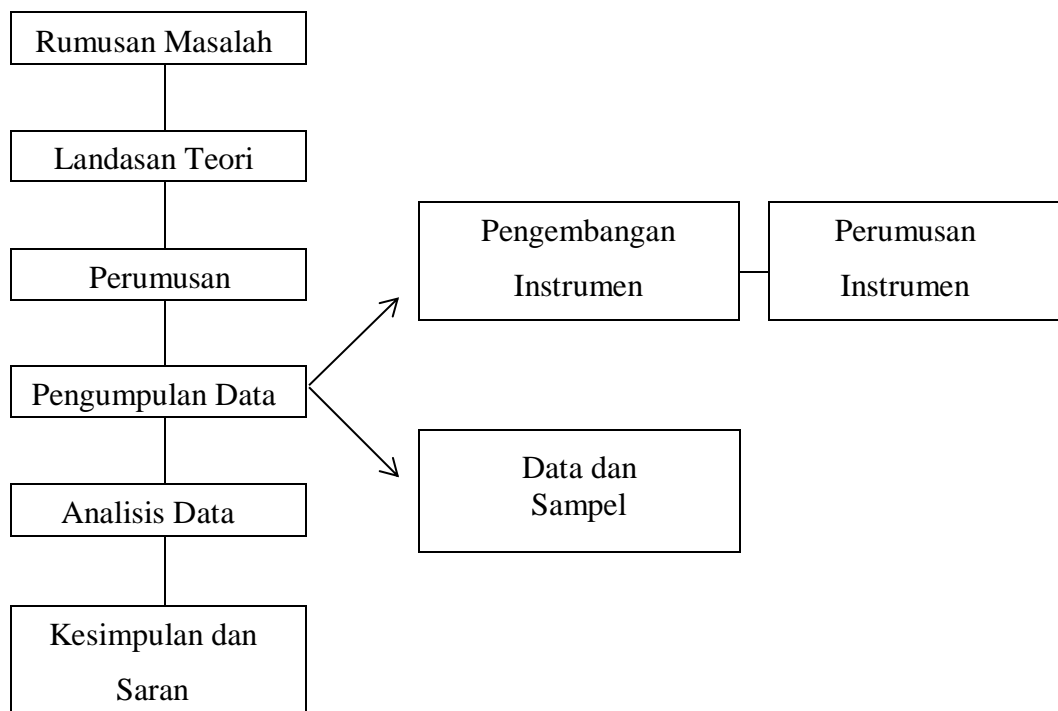 Rumusan Masalah
Landasan Teori
Perumusan
Pengumpulan Data
Analisis Data
Kesimpulan dan
Saran
Pengembangan
Instrumen
Perumusan
Instrumen
Data dan
Sampel